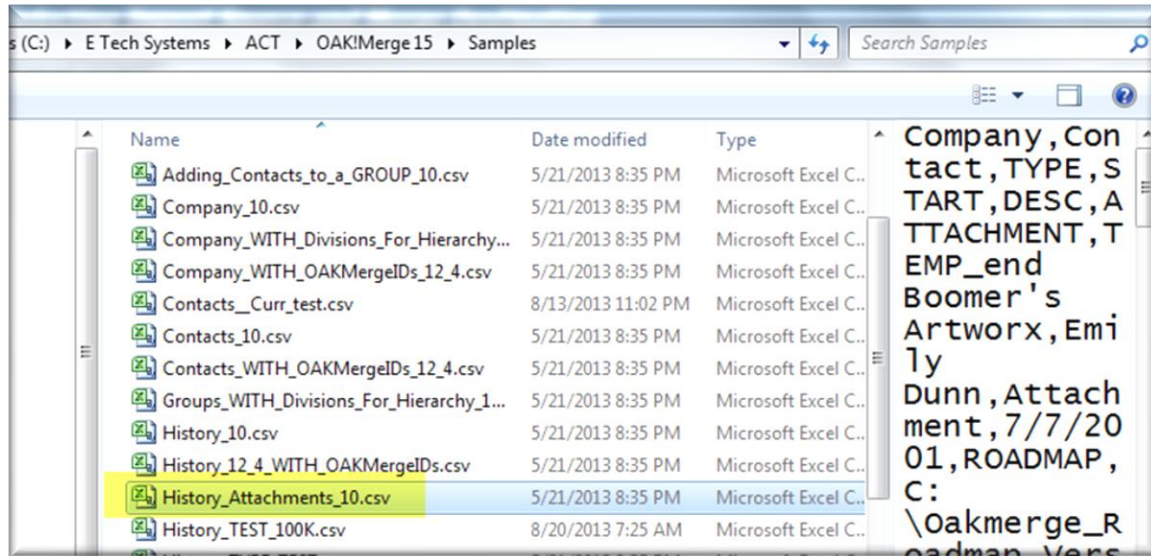 s (C:) ▸ E Tech Systems ▸ ACT ▸ OAK!Merge 15 ▸ Samples
Search Samples
Name Date modified Type
Adding_Contacts_to_a_GROUP_10.csv 5/21/2013 8:35 PM Microsoft Excel C...
Company_10.csv 5/21/2013 8:35 PM Microsoft Excel C...
Company_WITH_Divisions_For_Hierarchy... 5/21/2013 8:35 PM Microsoft Excel C...
Company_WITH_OAKMergeIDs_12_4.csv 5/21/2013 8:35 PM Microsoft Excel C...
Contacts__Curr_test.csv 8/13/2013 11:02 PM Microsoft Excel C...
Contacts_10.csv 5/21/2013 8:35 PM Microsoft Excel C...
Contacts_WITH_OAKMergeIDs_12_4.csv 5/21/2013 8:35 PM Microsoft Excel C...
Groups_WITH_Divisions_For_Hierarchy_1... 5/21/2013 8:35 PM Microsoft Excel C...
History_10.csv 5/21/2013 8:35 PM Microsoft Excel C...
History_12_4_WITH_OAKMergeIDs.csv 5/21/2013 8:35 PM Microsoft Excel C...
History_Attachments_10.csv 5/21/2013 8:35 PM Microsoft Excel C...
History_TEST_100K.csv 8/20/2013 7:25 AM Microsoft Excel C...
Company,Con
tact,TYPE,S
TART,DESC,A
TTACHMENT,T
EMP_end
Boomer's
Artworx,Emi
ly
Dunn,Attach
ment,7/7/20
01,ROADMAP,
C:
\Oakmerge_R
oadmap_Vers